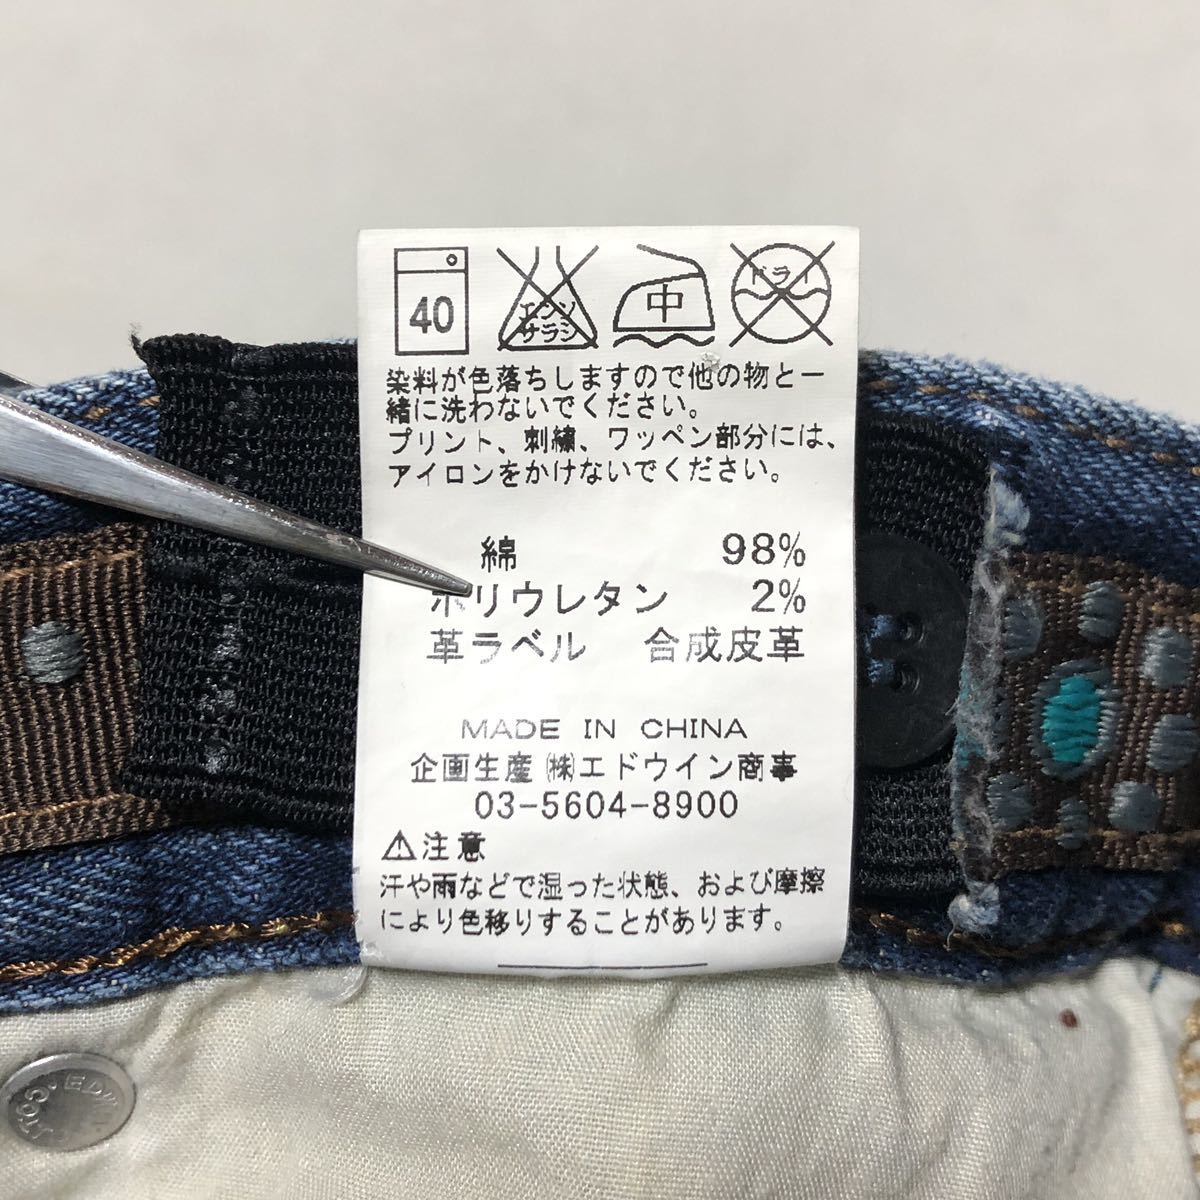 40
エンソ
サラシ
中
ドライ
染料が色落ちしますので他の物と一
緒に洗わないでください。
プリント、刺繍、ワッペン部分には、
アイロンをかけないでください。
綿 98%
ポリウレタン 2%
革ラベル 合成皮革
MADE IN CHINA
企画生産 ㈱エドウイン商事
03-5604-8900
⚠注意
汗や雨などで湿った状態、および摩擦
により色移りすることがあります。